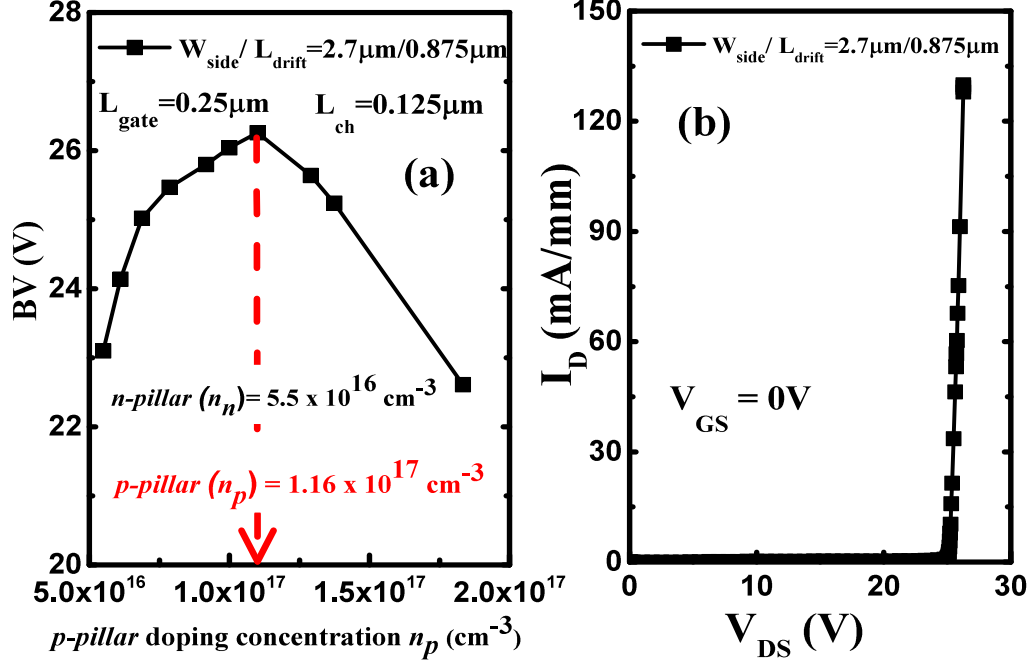 W_side/ L_drift=2.7μm/0.875μm
L_gate=0.25μm L_ch=0.125μm
(a)
n-pillar (n_n)= 5.5 x 10^16 cm^-3
p-pillar (n_p) = 1.16 x 10^17 cm^-3
BV (V)
28
26
24
22
20
5.0x10^16 1.0x10^17 1.5x10^17 2.0x10^17
p-pillar doping concentration n_p (cm^-3)
W_side/ L_drift=2.7μm/0.875μm
(b)
V_GS = 0V
I_D (mA/mm)
150
120
90
60
30
0
0 10 20 30
V_DS (V)